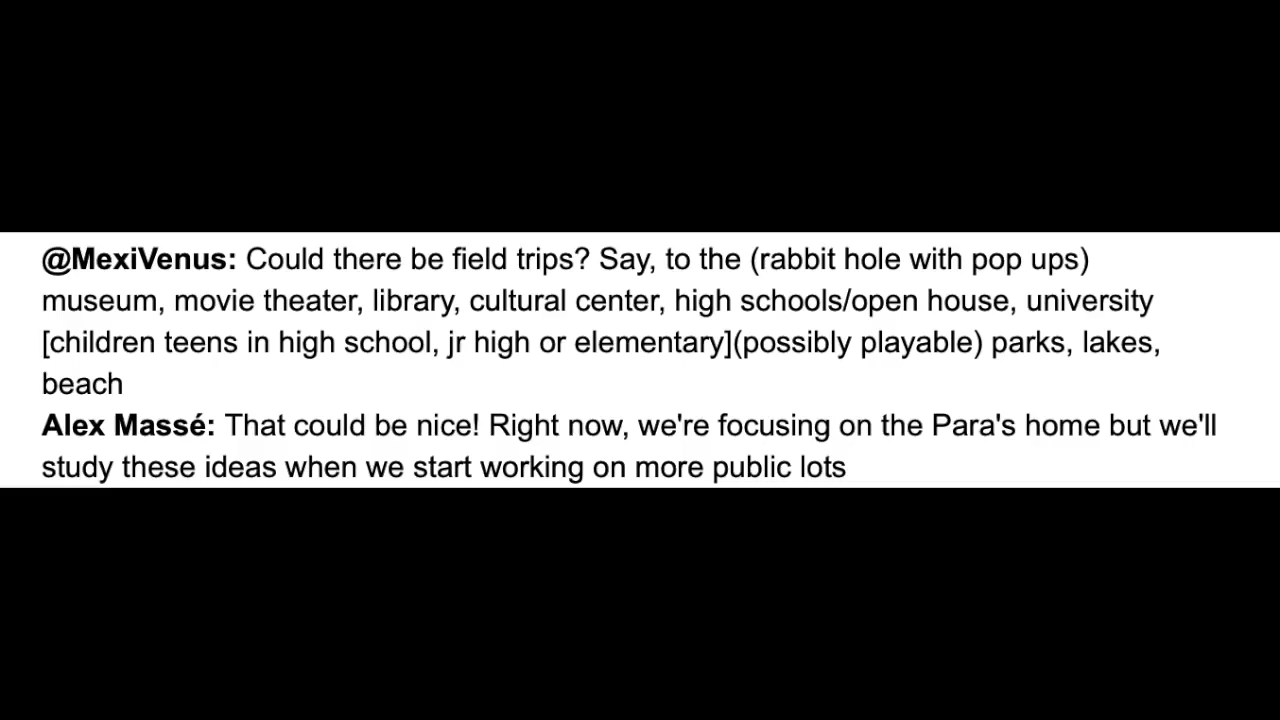 @MexiVenus: Could there be field trips? Say, to the (rabbit hole with pop ups)
museum, movie theater, library, cultural center, high schools/open house, university
[children teens in high school, jr high or elementary](possibly playable) parks, lakes,
beach
Alex Massé: That could be nice! Right now, we're focusing on the Para's home but we'll
study these ideas when we start working on more public lots